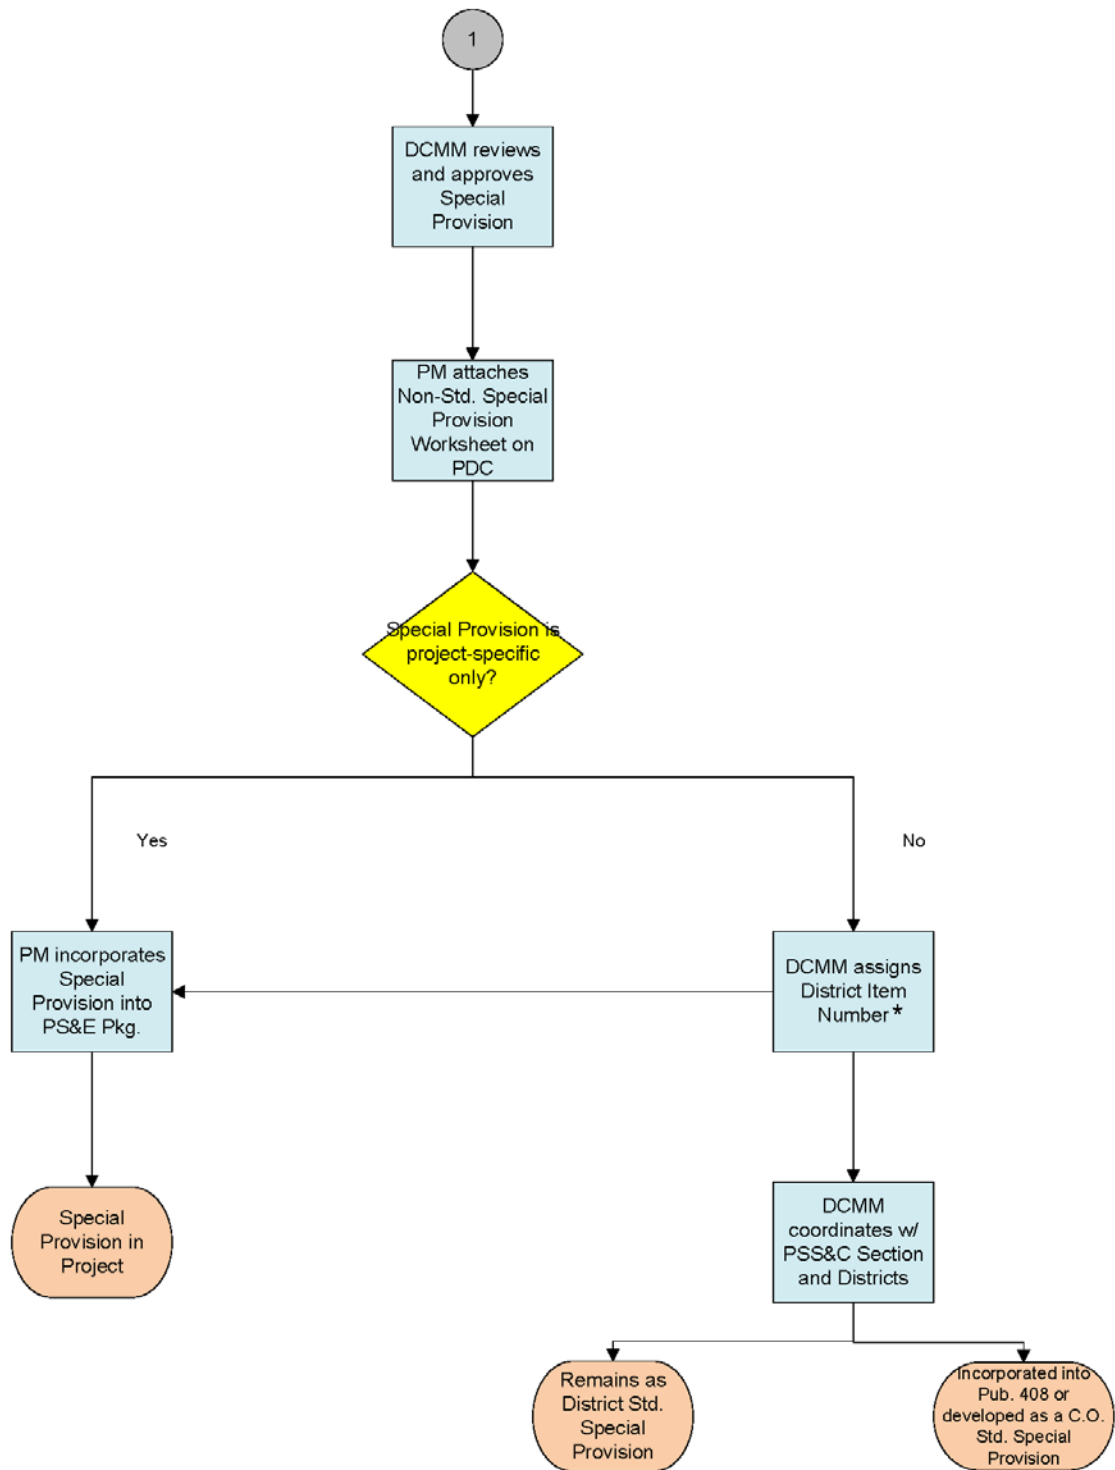 1
DCMM reviews
and approves
Special
Provision
PM attaches
Non-Std. Special
Provision
Worksheet on
PDC
Special Provision is
project-specific
only?
Yes
No
PM incorporates
Special
Provision into
PS&E Pkg.
DCMM assigns
District Item
Number*
Special
Provision in
Project
DCMM
coordinates w/
PSS&C Section
and Districts
Remains as
District Std.
Special
Provision
Incorporated into
Pub. 408 or
developed as a C.O.
Std. Special
Provision